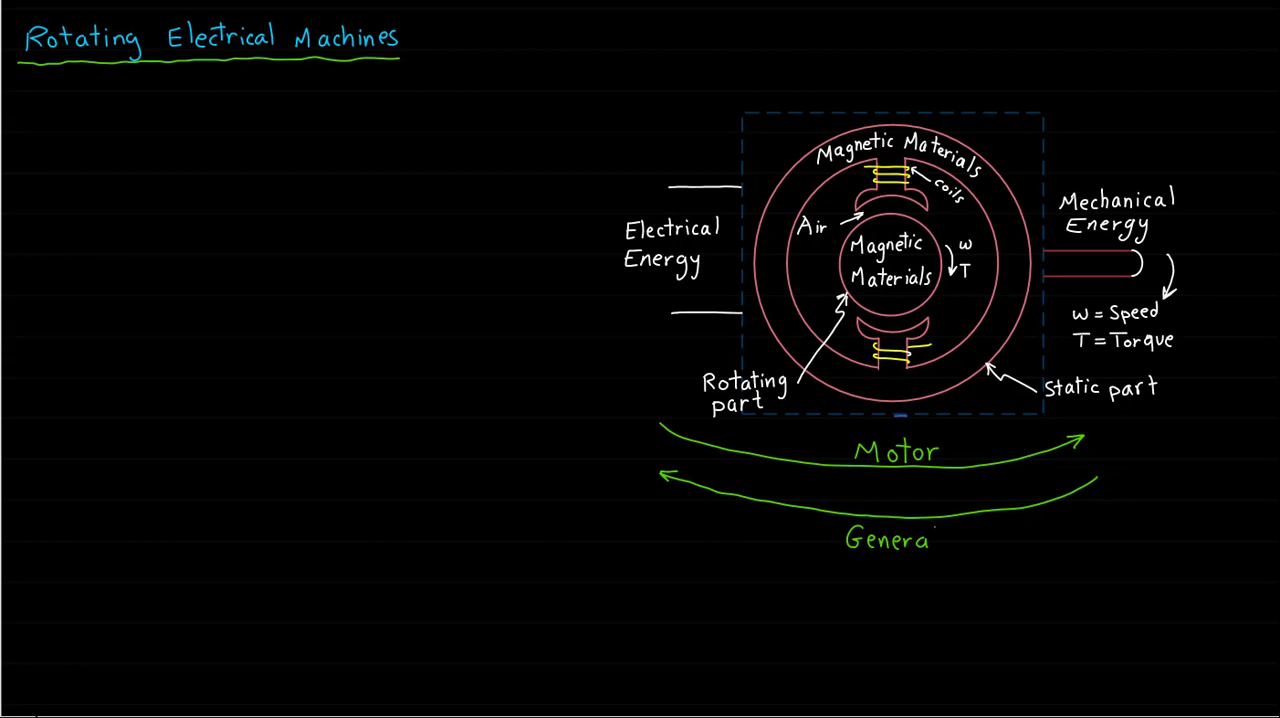 Rotating Electrical Machines
Magnetic Materials
coils
Air
Magnetic
Materials
w
T
Electrical
Energy
Mechanical
Energy
w = Speed
T = Torque
Rotating
part
Static part
Motor
Genera